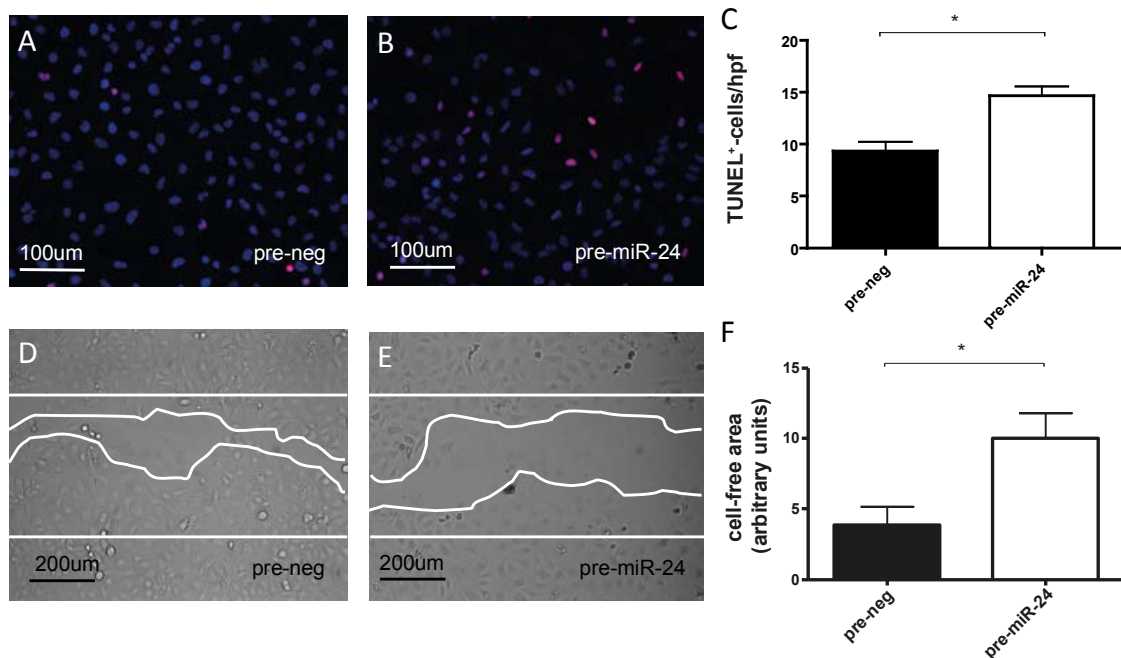 A
100um
pre-neg
B
100um
pre-miR-24
C
*
TUNEL⁺-cells/hpf
20
15
10
5
0
pre-neg
pre-miR-24
D
200um
pre-neg
E
200um
pre-miR-24
F
*
cell-free area
(arbitrary units)
15
10
5
0
pre-neg
pre-miR-24